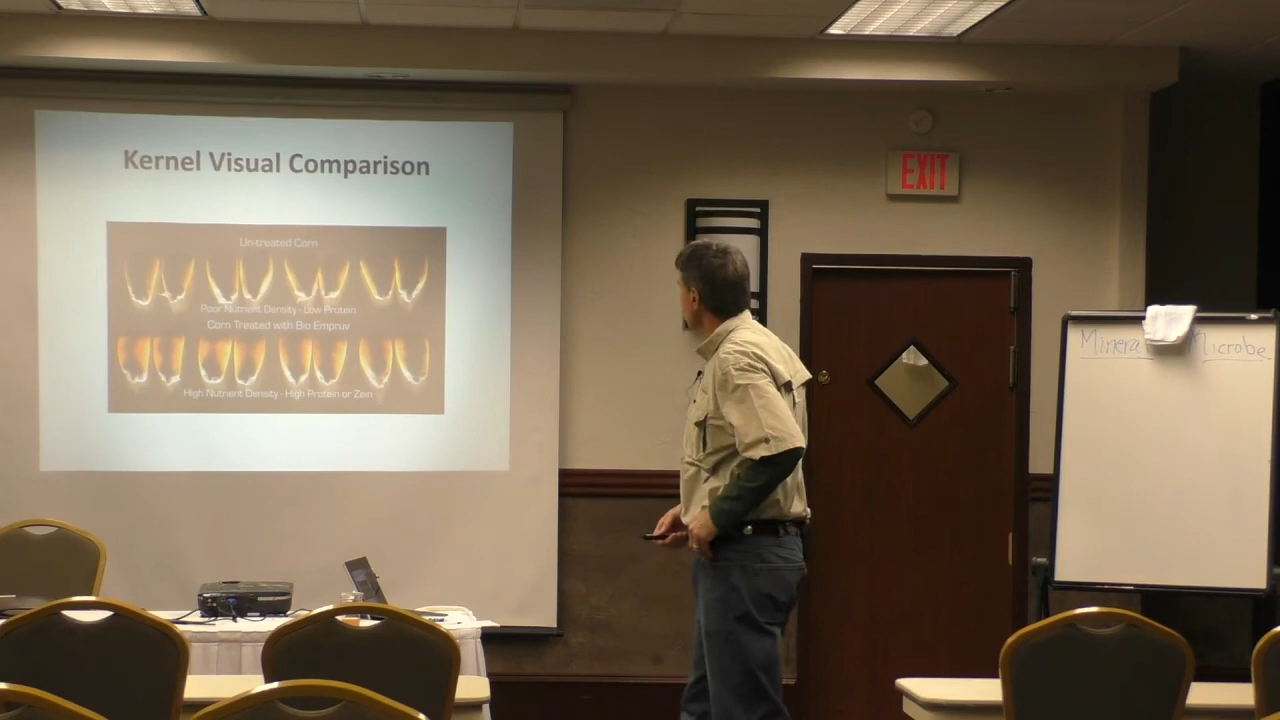 Kernel Visual Comparison
Un-treated Corn
Poor Nutrient Density - Low Protein
Corn Treated with Bio Empruv
High Nutrient Density - High Protein or Zein
EXIT
Minera Microbe